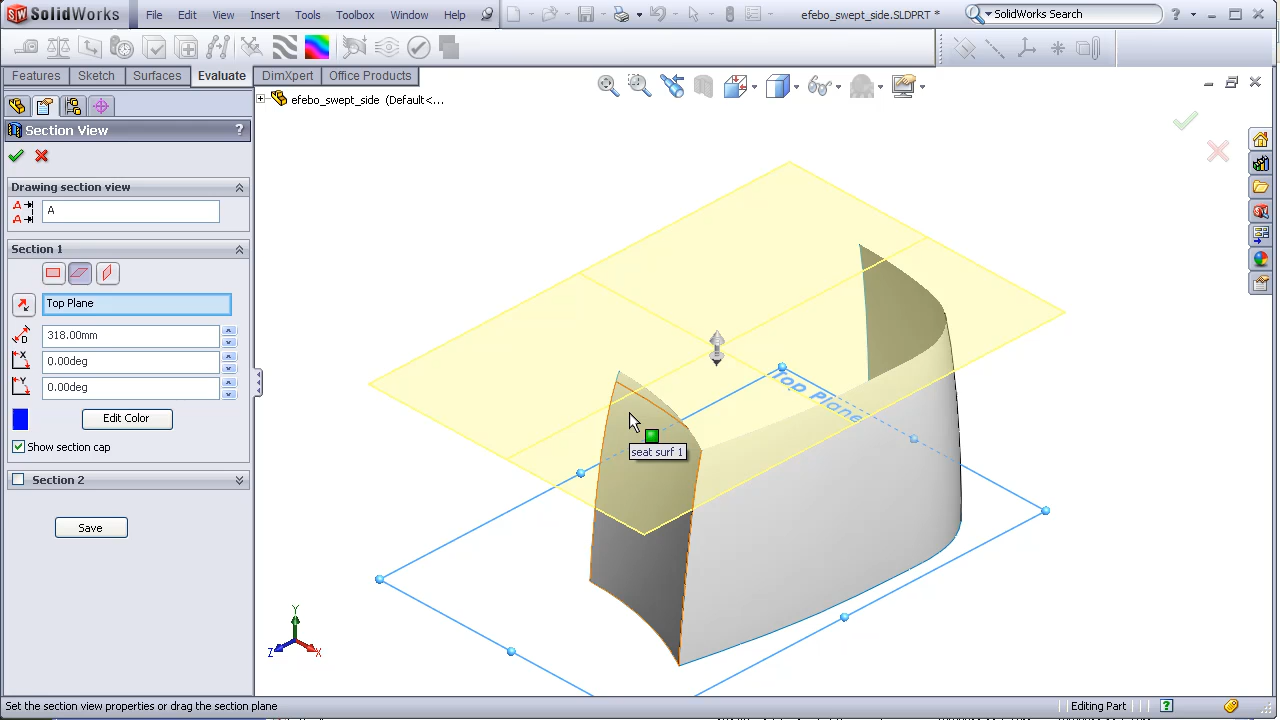 SolidWorks
File Edit View Insert Tools Toolbox Window Help
efebo_swept_side.SLDPRT *
SolidWorks Search
?
Features Sketch Surfaces Evaluate DimXpert Office Products
efebo_swept_side (Default<...
Section View
?
Drawing section view
A
Section 1
Top Plane
318.00mm
0.00deg
0.00deg
Edit Color
Show section cap
Section 2
Save
Top Plane
seat surf 1
Y
Z
X
Set the section view properties or drag the section plane
Editing Part
?